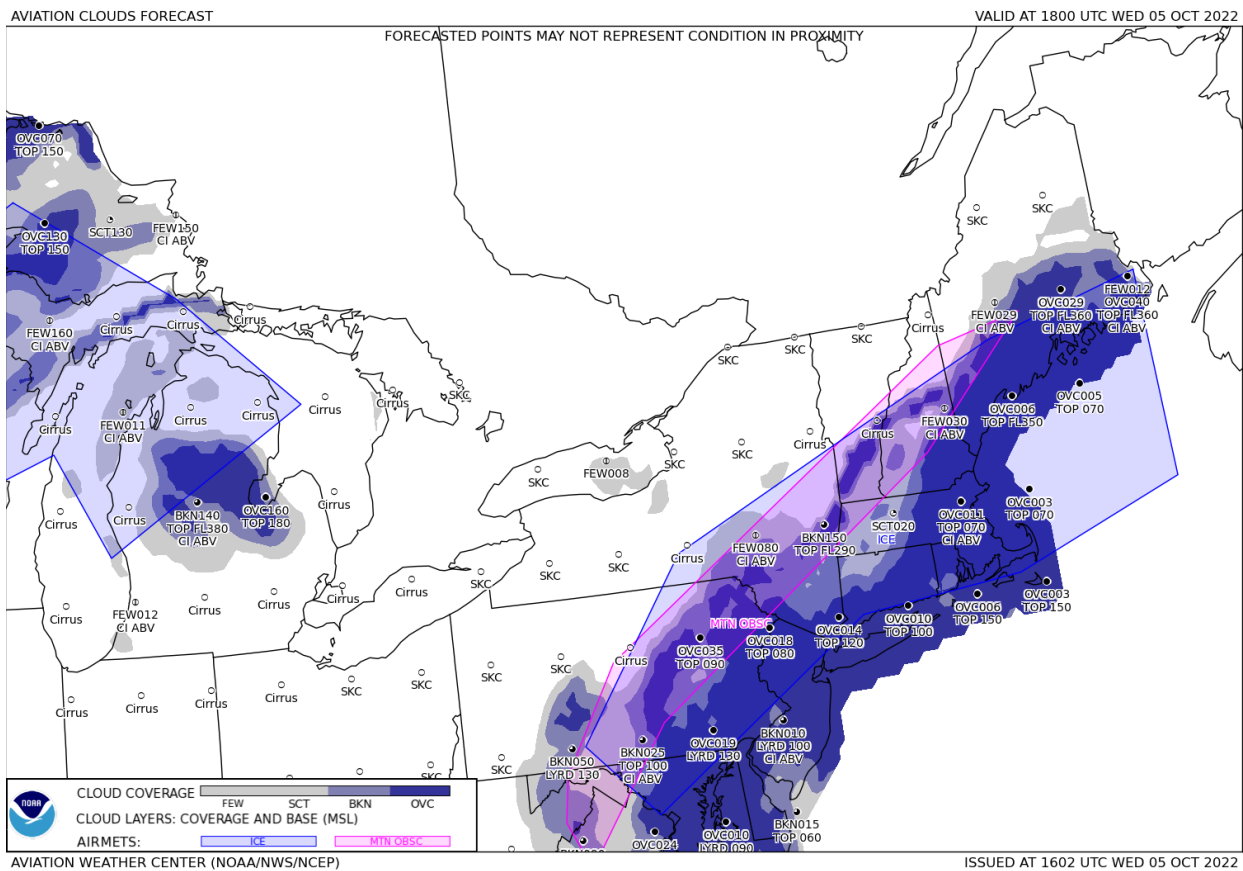 AVIATION CLOUDS FORECAST
VALID AT 1800 UTC WED 05 OCT 2022
FORECASTED POINTS MAY NOT REPRESENT CONDITION IN PROXIMITY
OVC070
TOP 150
OVC130
TOP 150
SCT130
FEW150
CI ABV
SKC
SKC
FEW160
CI ABV
Cirrus
Cirrus
Cirrus
FEW029
CI ABV
OVC029
TOP FL360
CI ABV
FEW012
OVC040
TOP FL360
CI ABV
Cirrus
SKC
SKC
SKC
Cirrus
FEW011
CI ABV
Cirrus
Cirrus
Cirrus
Cirrus
SKC
OVC005
TOP 070
OVC006
TOP FL350
FEW030
CI ABV
Cirrus
Cirrus
SKC
SKC
FEW008
SKC
Cirrus
Cirrus
BKN140
TOP FL380
CI ABV
OVC160
TOP 180
Cirrus
OVC003
TOP 070
OVC011
TOP 070
CI ABV
SCT020
ICE
BKN150
TOP FL290
FEW080
CI ABV
Cirrus
SKC
SKC
SKC
Cirrus
Cirrus
Cirrus
Cirrus
FEW012
CI ABV
Cirrus
OVC003
TOP 150
OVC006
TOP 150
OVC010
TOP 100
OVC014
TOP 120
MTN OBSC
OVC018
TOP 080
OVC035
TOP 090
Cirrus
SKC
SKC
SKC
SKC
Cirrus
Cirrus
Cirrus
Cirrus
BKN010
LYRD 100
CI ABV
OVC019
LYRD 130
BKN025
TOP 100
CI ABV
BKN050
LYRD 130
SKC
SKC
BKN015
TOP 060
OVC010
LYRD 090
OVC024
NOAA
CLOUD COVERAGE
FEW SCT BKN OVC
CLOUD LAYERS: COVERAGE AND BASE (MSL)
AIRMETS: ICE MTN OBSC
AVIATION WEATHER CENTER (NOAA/NWS/NCEP)
ISSUED AT 1602 UTC WED 05 OCT 2022